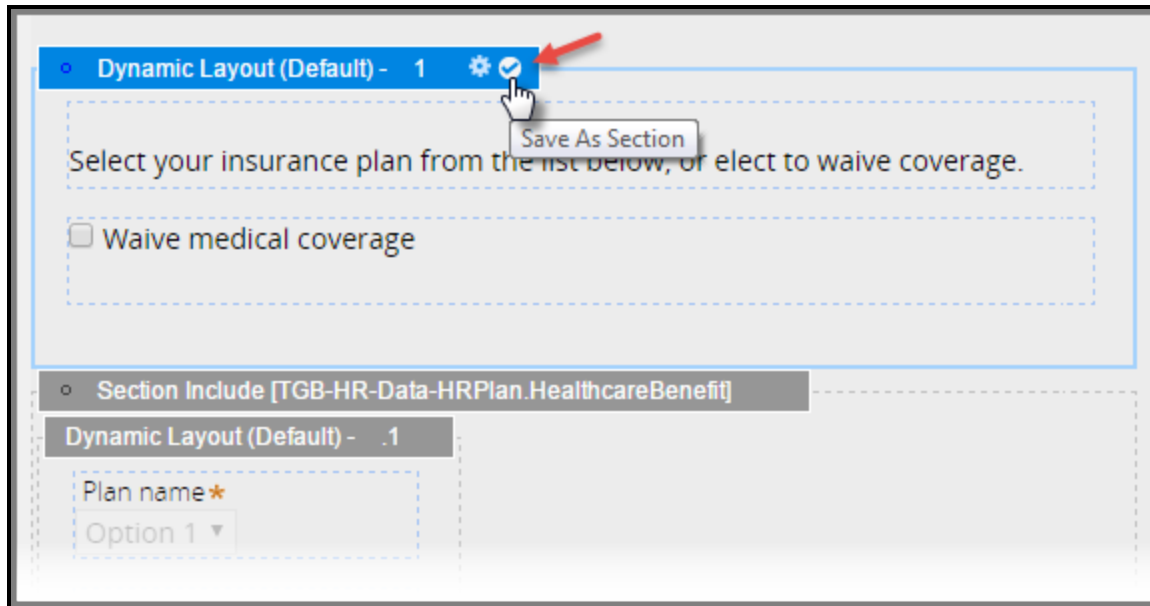 Dynamic Layout (Default) - 1
Save As Section
Select your insurance plan from the list below, or elect to waive coverage.
Waive medical coverage
Section Include [TGB-HR-Data-HRPlan.HealthcareBenefit]
Dynamic Layout (Default) - .1
Plan name*
Option 1